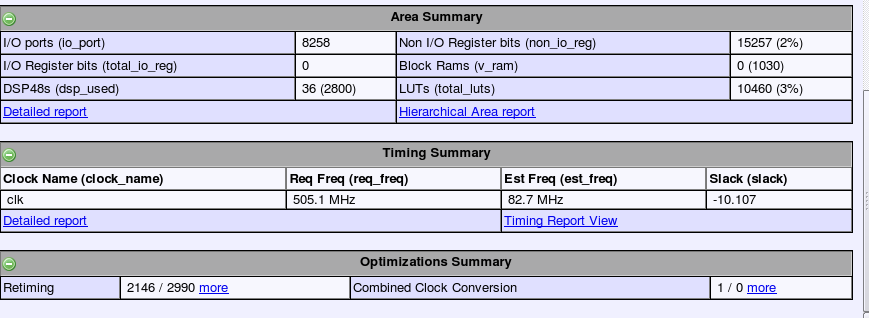 Area Summary
I/O ports (io_port) 8258 Non I/O Register bits (non_io_reg) 15257 (2%)
I/O Register bits (total_io_reg) 0 Block Rams (v_ram) 0 (1030)
DSP48s (dsp_used) 36 (2800) LUTs (total_luts) 10460 (3%)
Detailed report Hierarchical Area report
Timing Summary
Clock Name (clock_name) Req Freq (req_freq) Est Freq (est_freq) Slack (slack)
clk 505.1 MHz 82.7 MHz -10.107
Detailed report Timing Report View
Optimizations Summary
Retiming 2146 / 2990 more Combined Clock Conversion 1 / 0 more